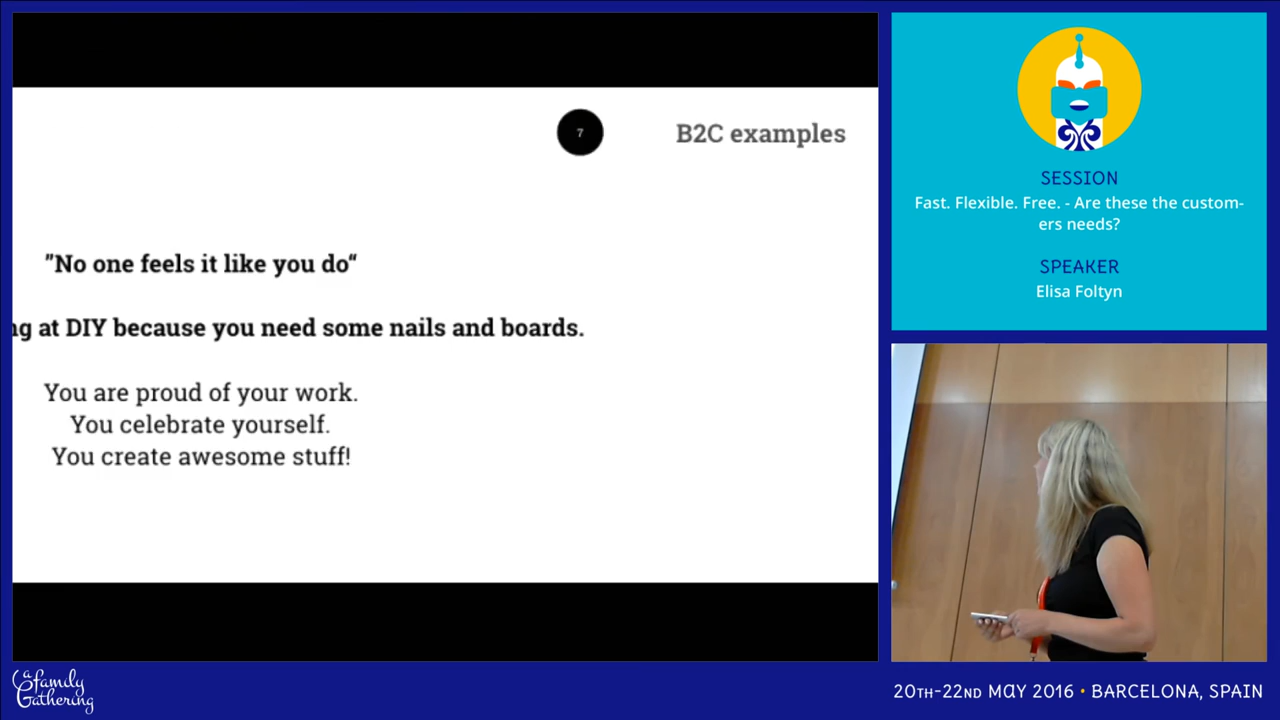 7
B2C examples
"No one feels it like you do“
ng at DIY because you need some nails and boards.
You are proud of your work.
You celebrate yourself.
You create awesome stuff!
SESSION
Fast. Flexible. Free. - Are these the custom-
ers needs?
SPEAKER
Elisa Foltyn
a family
Gathering
20TH-22ND MAY 2016 • BARCELONA, SPAIN